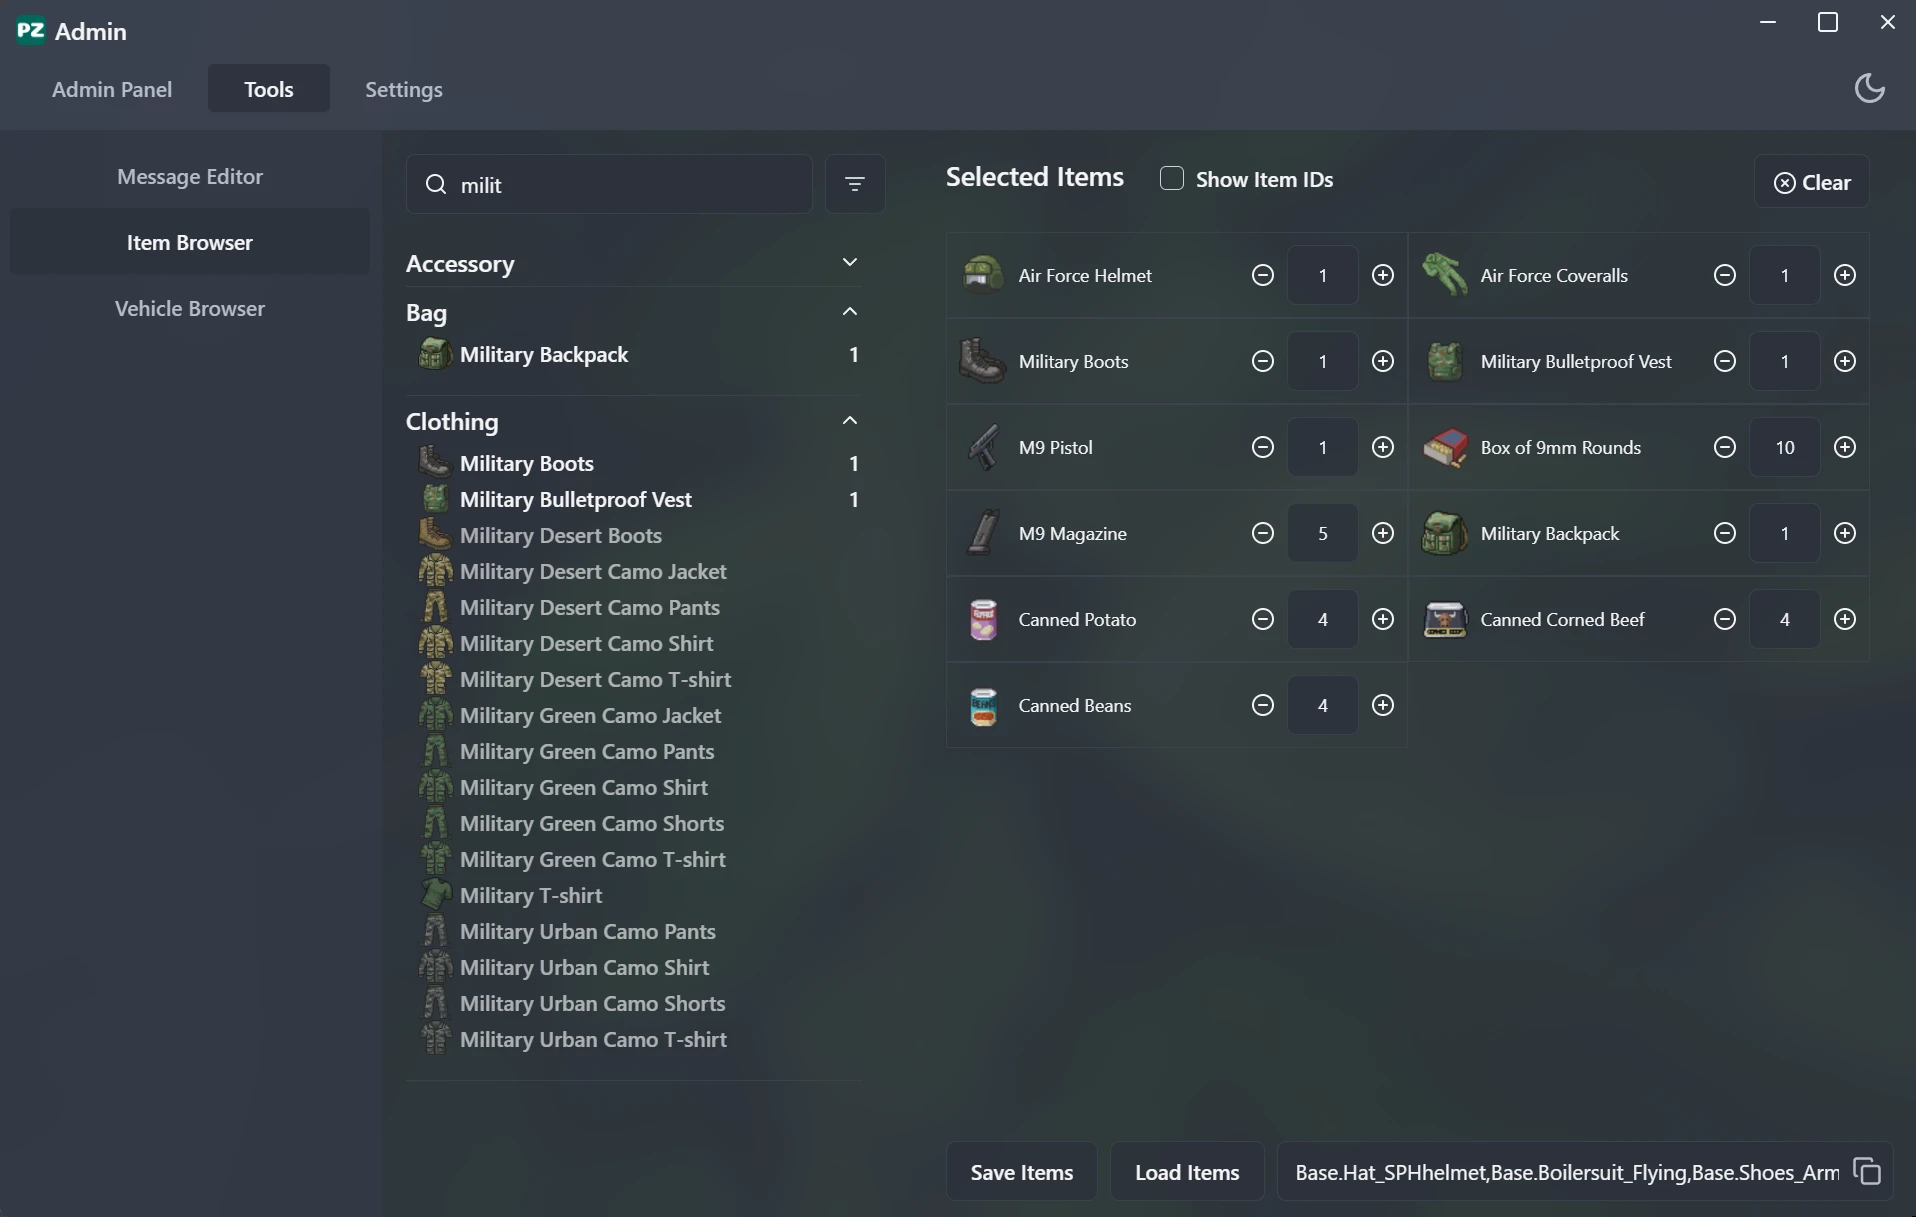 PZ Admin
Admin Panel
Tools
Settings
Message Editor
Item Browser
Vehicle Browser
milit
Accessory
Bag
Military Backpack 1
Clothing
Military Boots 1
Military Bulletproof Vest 1
Military Desert Boots
Military Desert Camo Jacket
Military Desert Camo Pants
Military Desert Camo Shirt
Military Desert Camo T-shirt
Military Green Camo Jacket
Military Green Camo Pants
Military Green Camo Shirt
Military Green Camo Shorts
Military Green Camo T-shirt
Military T-shirt
Military Urban Camo Pants
Military Urban Camo Shirt
Military Urban Camo Shorts
Military Urban Camo T-shirt
Selected Items
Show Item IDs
Clear
Air Force Helmet 1
Air Force Coveralls 1
Military Boots 1
Military Bulletproof Vest 1
M9 Pistol 1
Box of 9mm Rounds 10
M9 Magazine 5
Military Backpack 1
Canned Potato 4
Canned Corned Beef 4
Canned Beans 4
Save Items
Load Items
Base.Hat_SPHhelmet,Base.Boilersuit_Flying,Base.Shoes_Arm